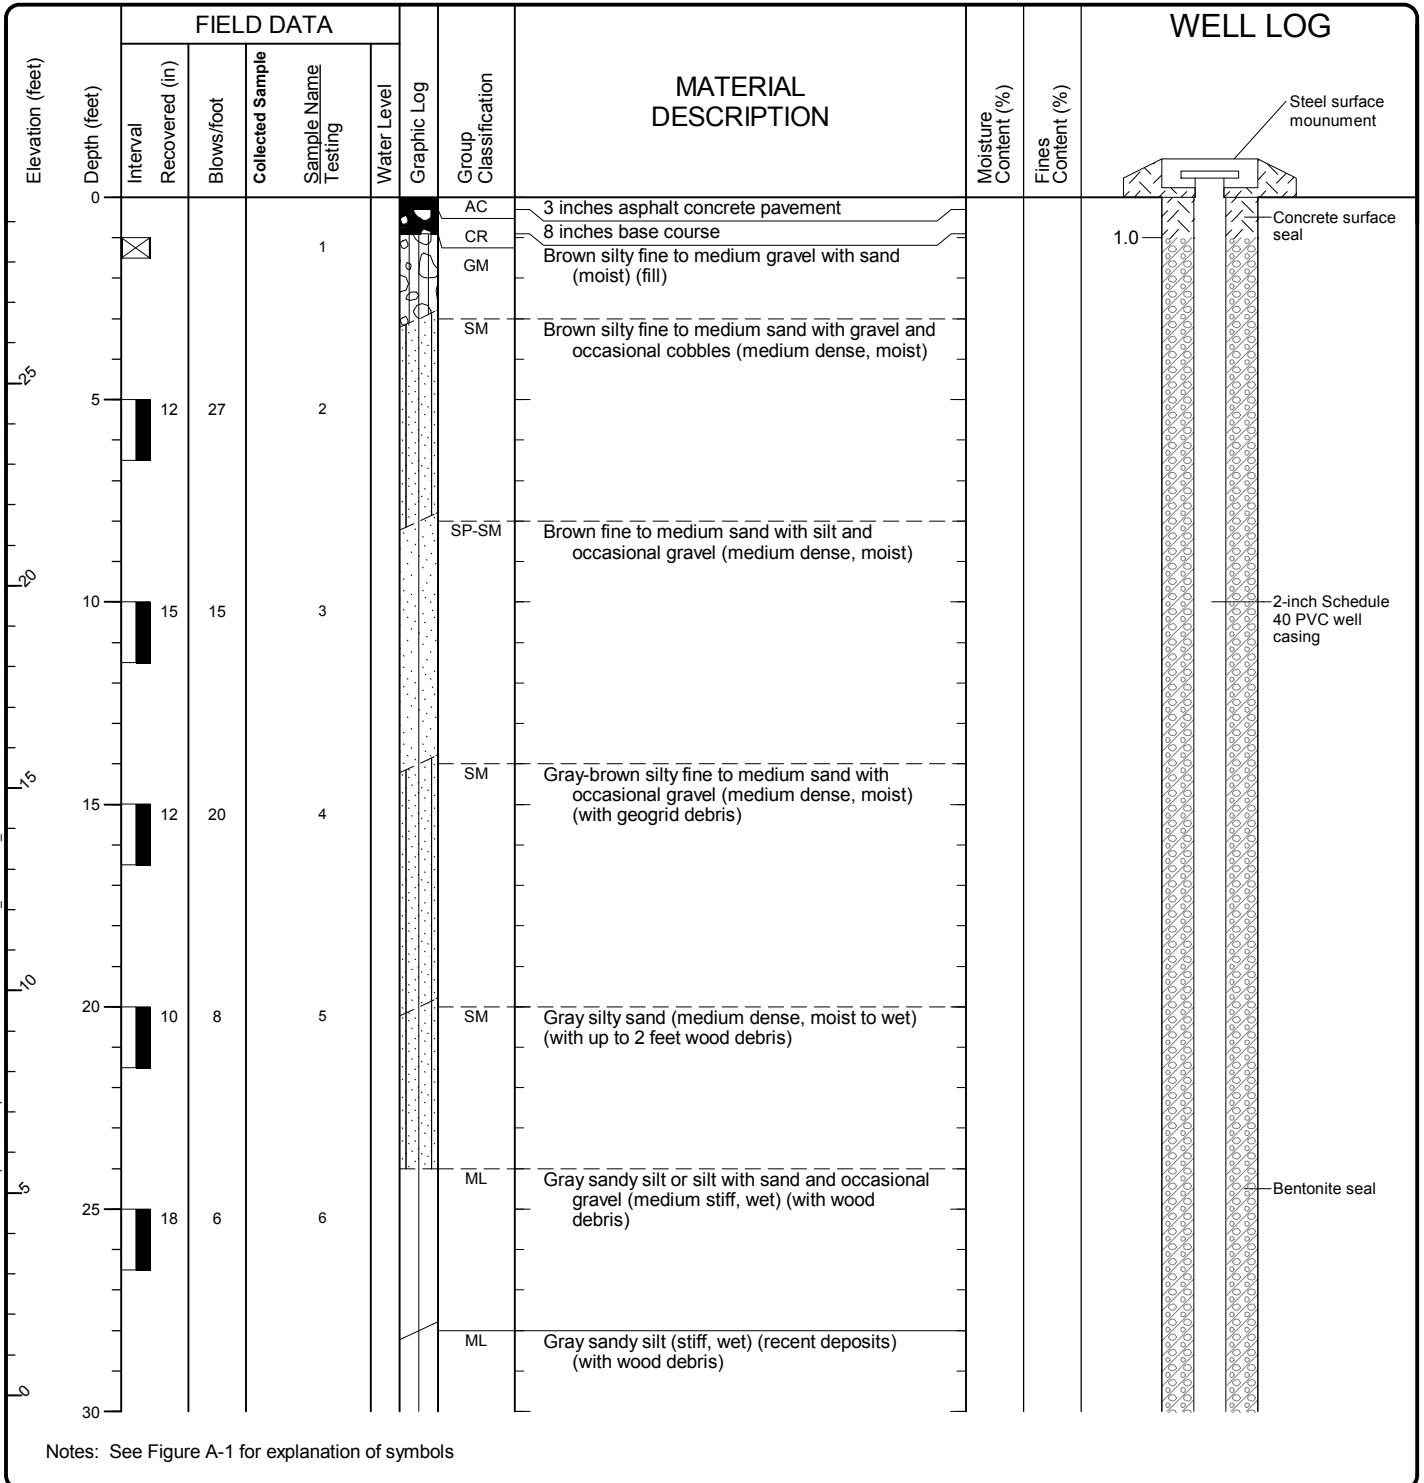 FIELD DATA
WELL LOG
Elevation (feet)
Depth (feet)
Interval
Recovered (in)
Blows/foot
Collected Sample
Sample Name
Testing
Water Level
Graphic Log
Group
Classification
MATERIAL
DESCRIPTION
Moisture
Content (%)
Fines
Content (%)
Steel surface
mounument
0
AC
3 inches asphalt concrete pavement
Concrete surface
seal
CR
8 inches base course
1.0
1
GM
Brown silty fine to medium gravel with sand
(moist) (fill)
SM
Brown silty fine to medium sand with gravel and
occasional cobbles (medium dense, moist)
25
5
12
27
2
SP-SM
Brown fine to medium sand with silt and
occasional gravel (medium dense, moist)
20
10
15
15
3
2-inch Schedule
40 PVC well
casing
SM
Gray-brown silty fine to medium sand with
occasional gravel (medium dense, moist)
(with geogrid debris)
15
15
12
20
4
10
20
10
8
5
SM
Gray silty sand (medium dense, moist to wet)
(with up to 2 feet wood debris)
ML
Gray sandy silt or silt with sand and occasional
gravel (medium stiff, wet) (with wood
debris)
5
Bentonite seal
25
18
6
6
ML
Gray sandy silt (stiff, wet) (recent deposits)
(with wood debris)
0
30
Notes: See Figure A-1 for explanation of symbols